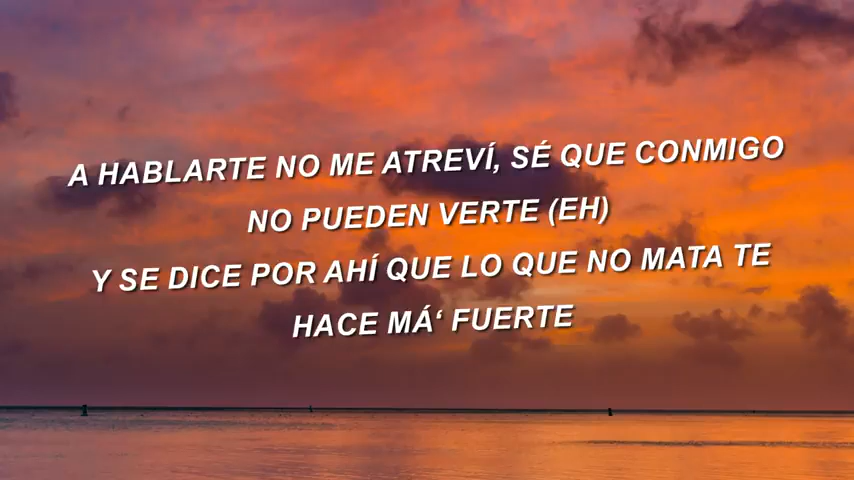 A HABLARTE NO ME ATREVÍ, SÉ QUE CONMIGO
NO PUEDEN VERTE (EH)
Y SE DICE POR AHÍ QUE LO QUE NO MATA TE
HACE MÁ‘ FUERTE